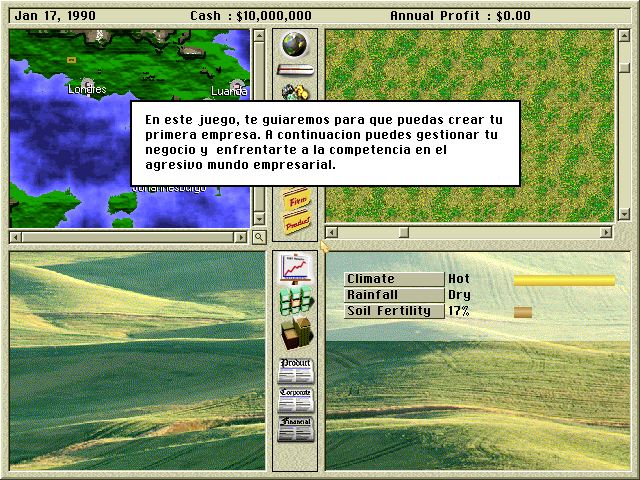 Jan 17, 1990 Cash : $10,000,000 Annual Profit : $0.00
Londres
Luanda
En este juego, te guiaremos para que puedas crear tu
primera empresa. A continuacion puedes gestionar tu
negocio y enfrentarte a la competencia en el
agresivo mundo empresarial.
Johannesburgo
Firm
Product
Climate Hot
Rainfall Dry
Soil Fertility 17%
Product
Corporate
Financial